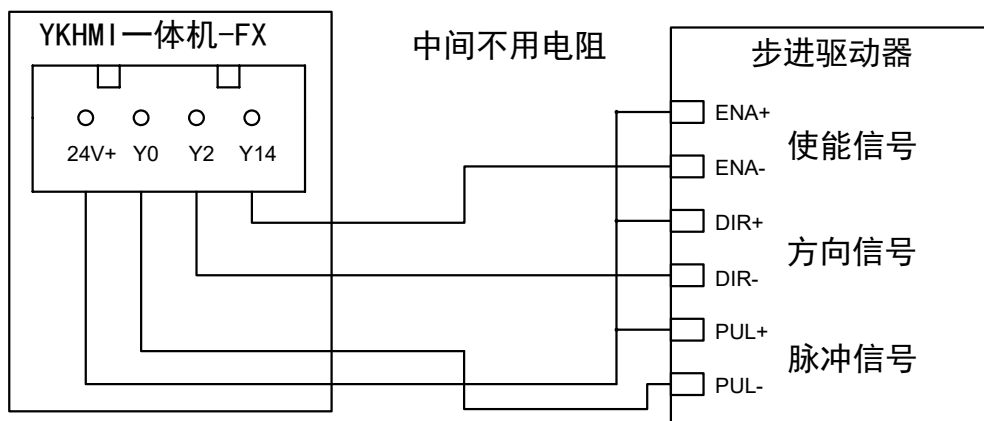 YKHMI一体机-FX
24V+ Y0 Y2 Y14
中间不用电阻
步进驱动器
ENA+
使能信号
ENA-
DIR+
方向信号
DIR-
PUL+
脉冲信号
PUL-